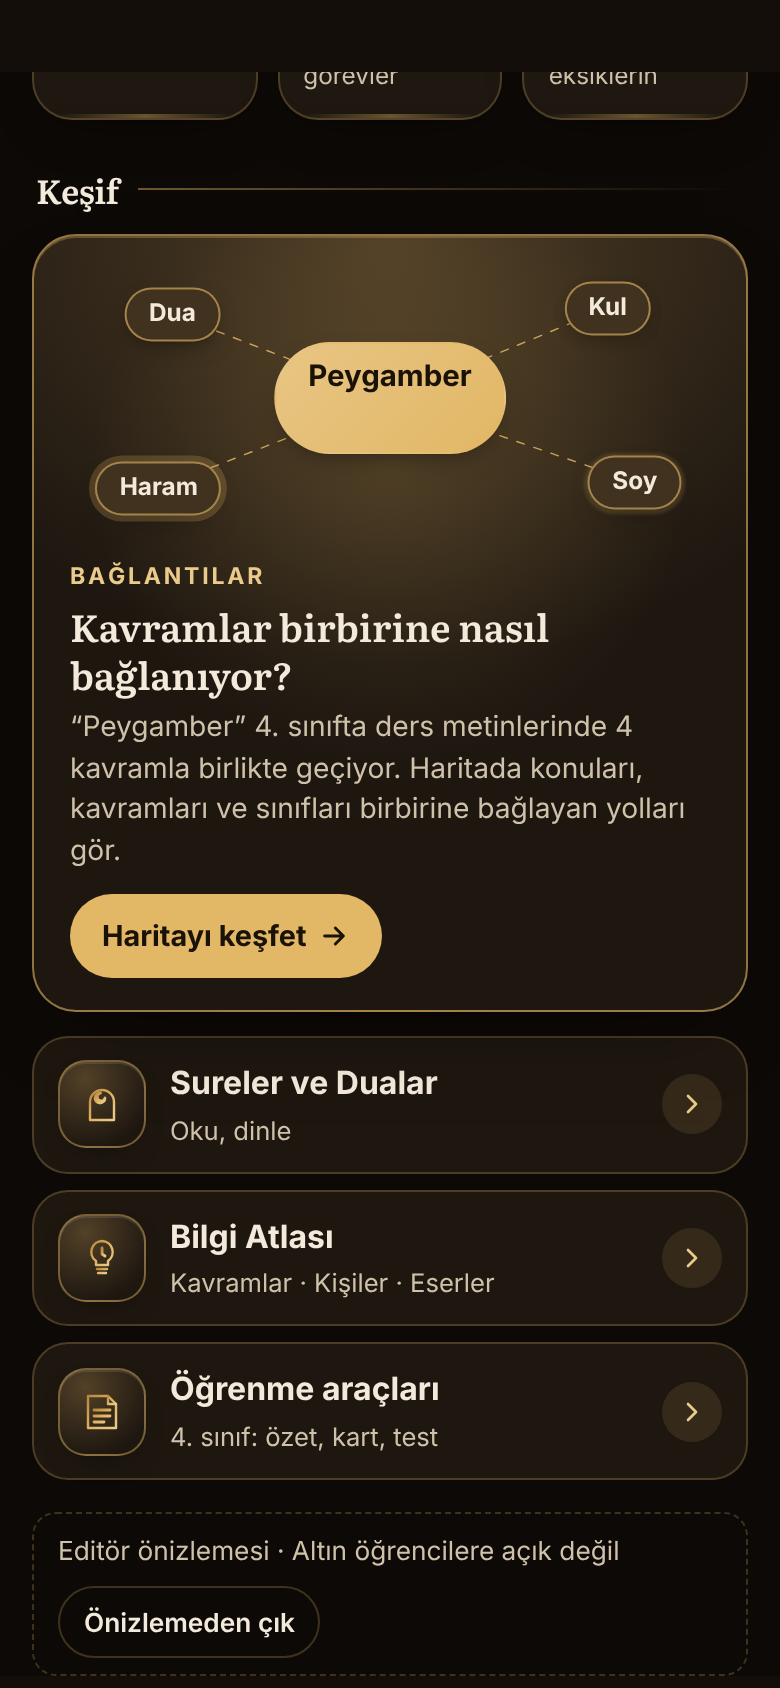 görevler
eksiklerin
Keşif
Dua
Kul
Peygamber
Haram
Soy
BAĞLANTILAR
Kavramlar birbirine nasıl
bağlanıyor?
“Peygamber” 4. sınıfta ders metinlerinde 4
kavramla birlikte geçiyor. Haritada konuları,
kavramları ve sınıfları birbirine bağlayan yolları
gör.
Haritayı keşfet →
Sureler ve Dualar
Oku, dinle
Bilgi Atlası
Kavramlar · Kişiler · Eserler
Öğrenme araçları
4. sınıf: özet, kart, test
Editör önizlemesi · Altın öğrencilere açık değil
Önizlemeden çık